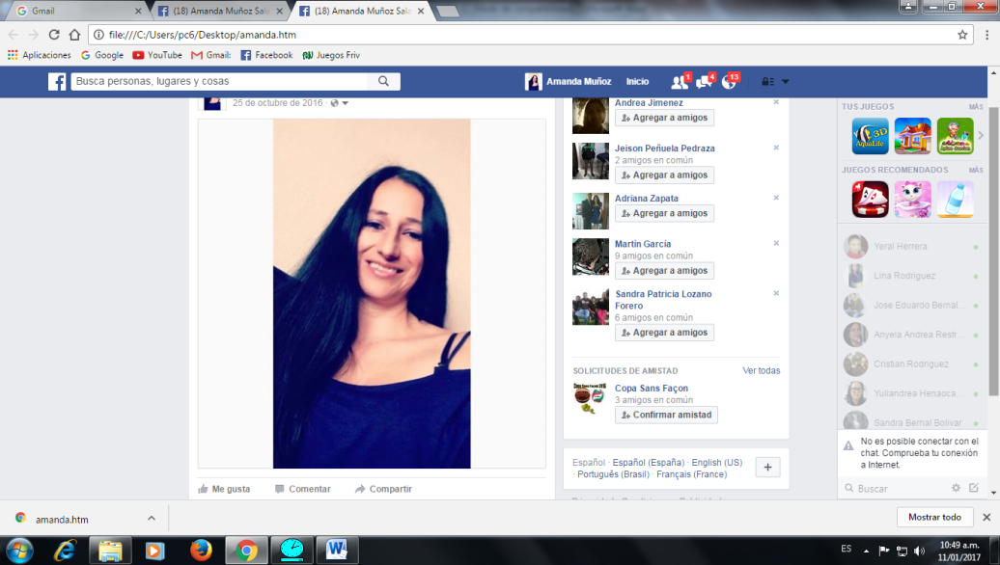 Gmail
(18) Amanda Muñoz Sala
(18) Amanda Muñoz Sala
file:///C:/Users/pc6/Desktop/amanda.htm
Aplicaciones Google YouTube Gmail: Facebook Juegos Friv
Busca personas, lugares y cosas
Amanda Muñoz Inicio 1 4 13
25 de octubre de 2016
Me gusta Comentar Compartir
Andrea Jimenez
Agregar a amigos
Jeison Peñuela Pedraza
2 amigos en común
Agregar a amigos
Adriana Zapata
Agregar a amigos
Martín García
9 amigos en común
Agregar a amigos
Sandra Patricia Lozano
Forero
6 amigos en común
Agregar a amigos
SOLICITUDES DE AMISTAD Ver todas
Copa Sans Façon
3 amigos en común
Confirmar amistad
Español · Español (España) · English (US)
· Português (Brasil) · Français (France)
TUS JUEGOS MÁS
JUEGOS RECOMENDADOS MÁS
Yeral Herrera
Lina Rodriguez
Jose Eduardo Bernal...
Anyela Andrea Restr...
Cristian Rodriguez
Yuliandrea Henaoca...
Sandra Bernal Bolivar
No es posible conectar con el
chat. Comprueba tu conexión
a Internet.
Buscar
amanda.htm
Mostrar todo
ES
10:49 a.m.
11/01/2017